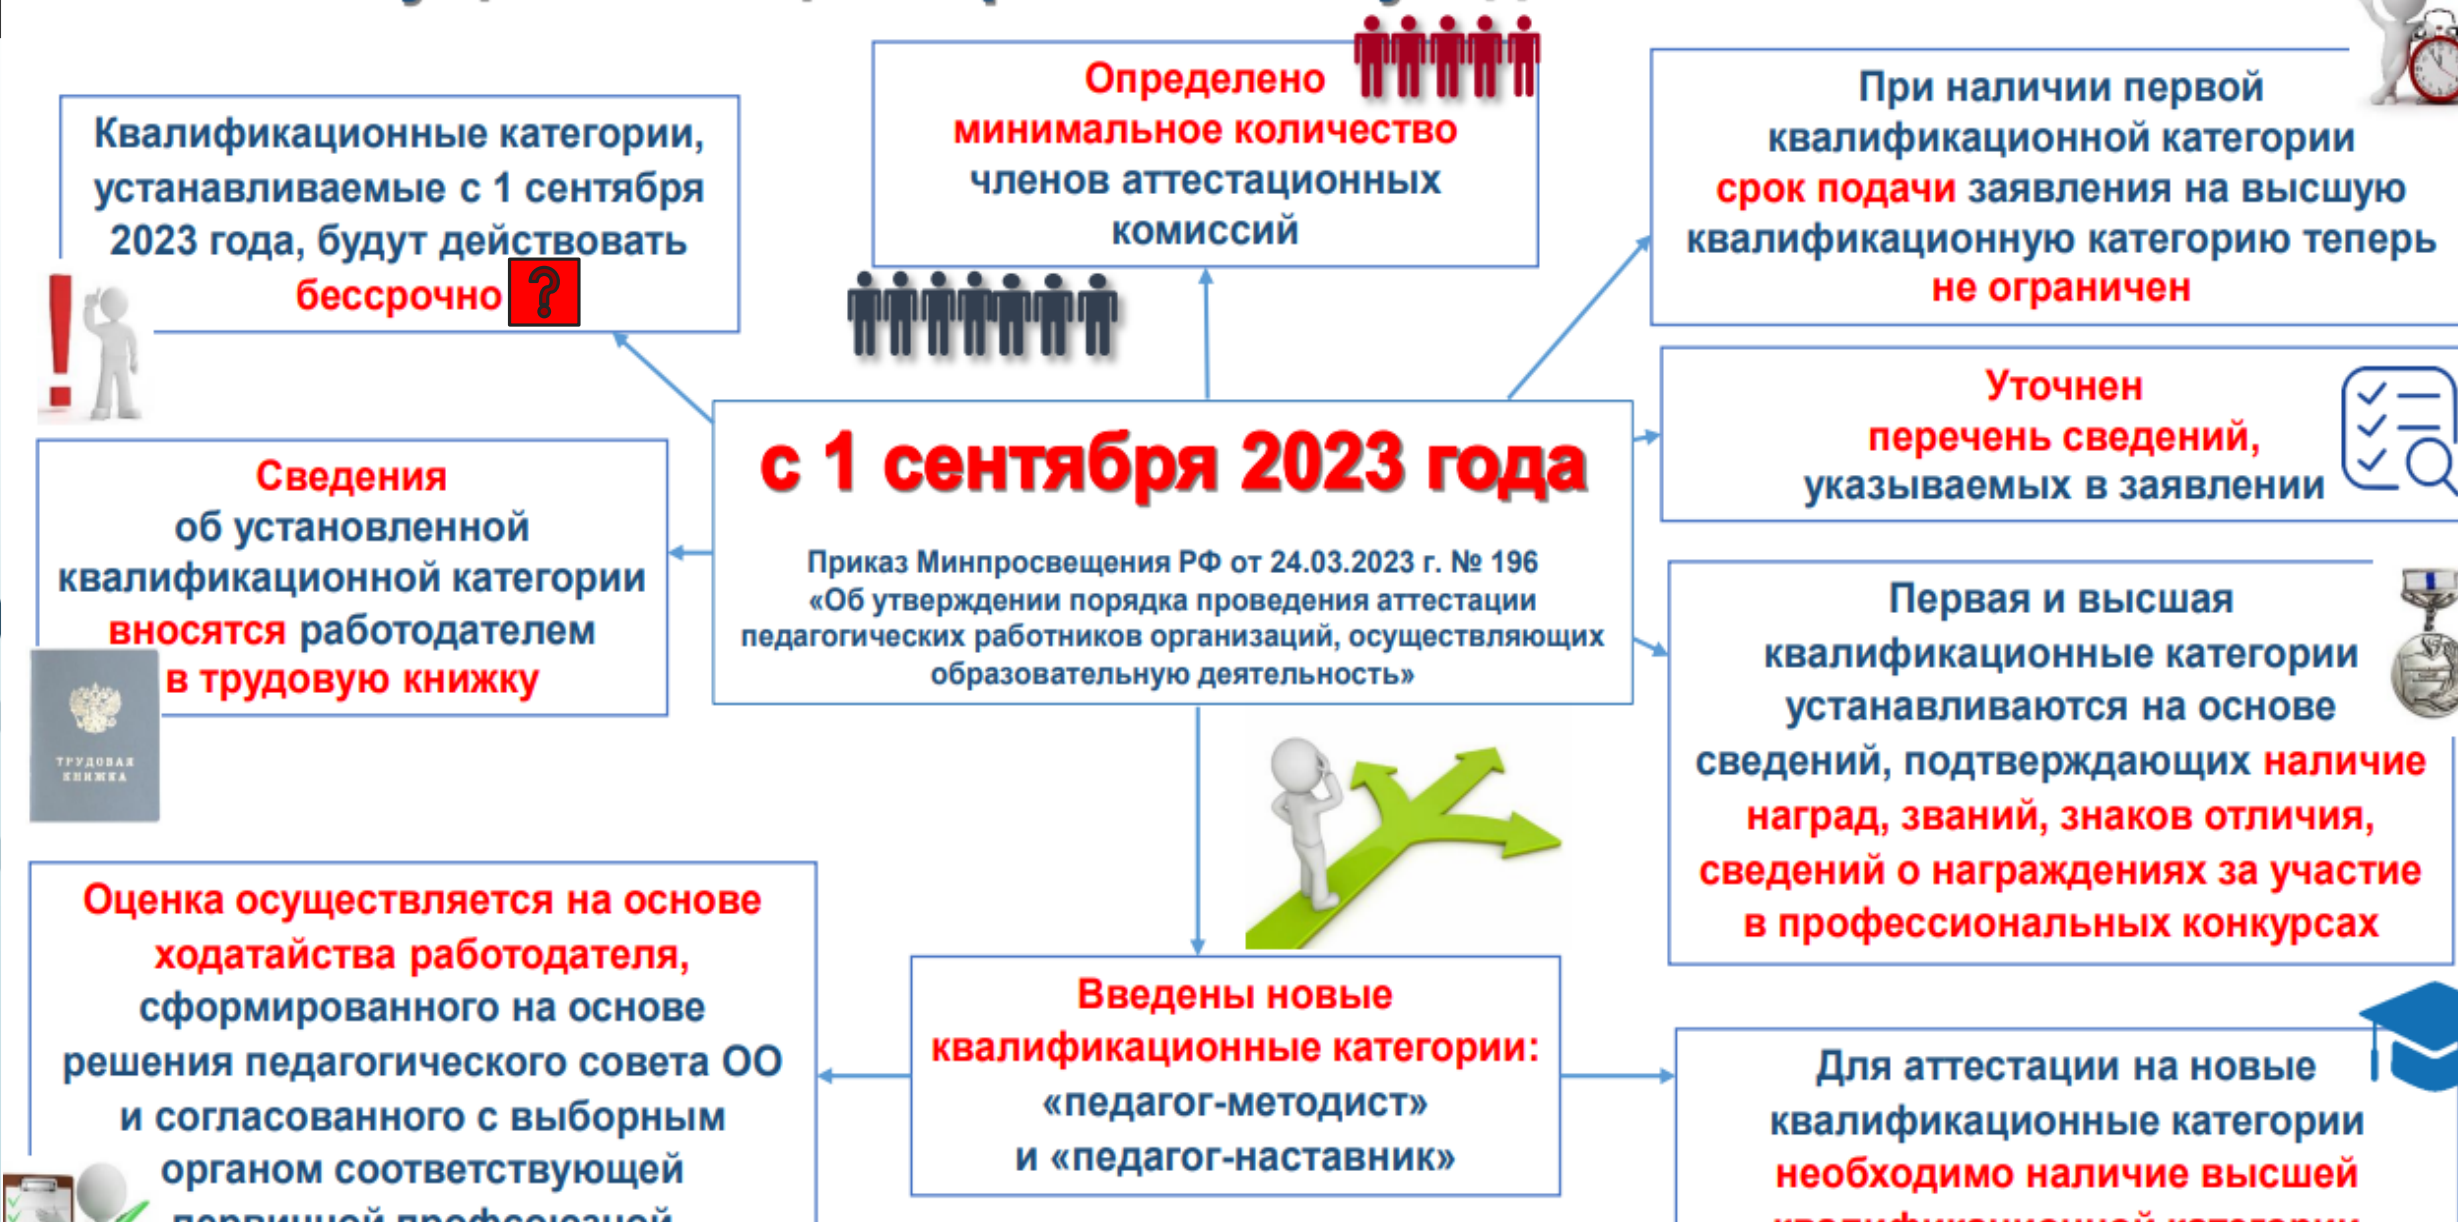 Определено
минимальное количество
членов аттестационных
комиссий
Квалификационные категории,
устанавливаемые с 1 сентября
2023 года, будут действовать
бессрочно ?
При наличии первой
квалификационной категории
срок подачи заявления на высшую
квалификационную категорию теперь
не ограничен
Сведения
об установленной
квалификационной категории
вносятся работодателем
в трудовую книжку
ТРУДОВАЯ
КНИЖКА
с 1 сентября 2023 года
Приказ Минпросвещения РФ от 24.03.2023 г. № 196
«Об утверждении порядка проведения аттестации
педагогических работников организаций, осуществляющих
образовательную деятельность»
Уточнен
перечень сведений,
указываемых в заявлении
Первая и высшая
квалификационные категории
устанавливаются на основе
сведений, подтверждающих наличие
наград, званий, знаков отличия,
сведений о награждениях за участие
в профессиональных конкурсах
Оценка осуществляется на основе
ходатайства работодателя,
сформированного на основе
решения педагогического совета ОО
и согласованного с выборным
органом соответствующей
первичной профсоюзной
Введены новые
квалификационные категории:
«педагог-методист»
и «педагог-наставник»
Для аттестации на новые
квалификационные категории
необходимо наличие высшей
квалификационной категории